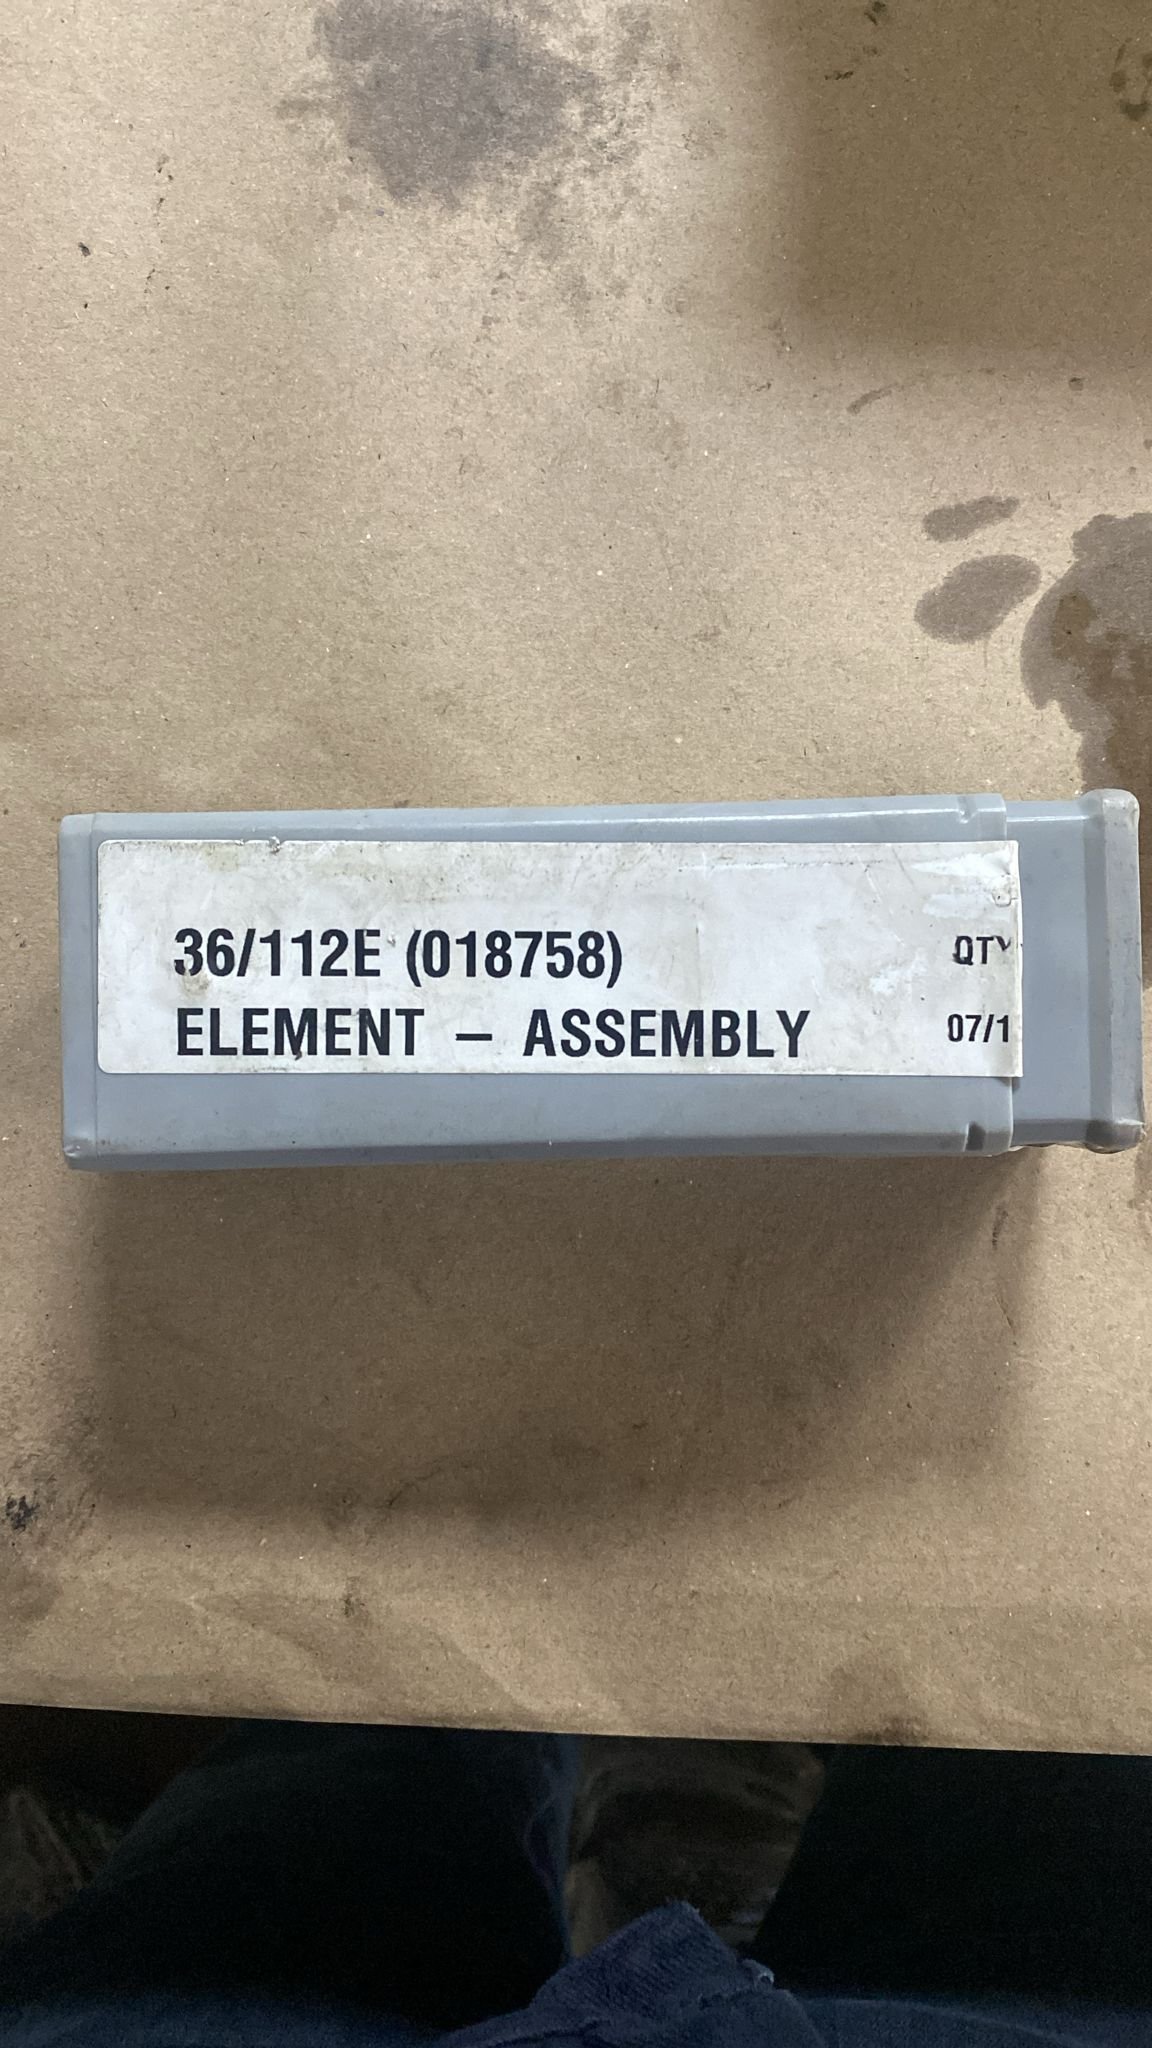 36/112E (018758) QTY
ELEMENT – ASSEMBLY 07/1